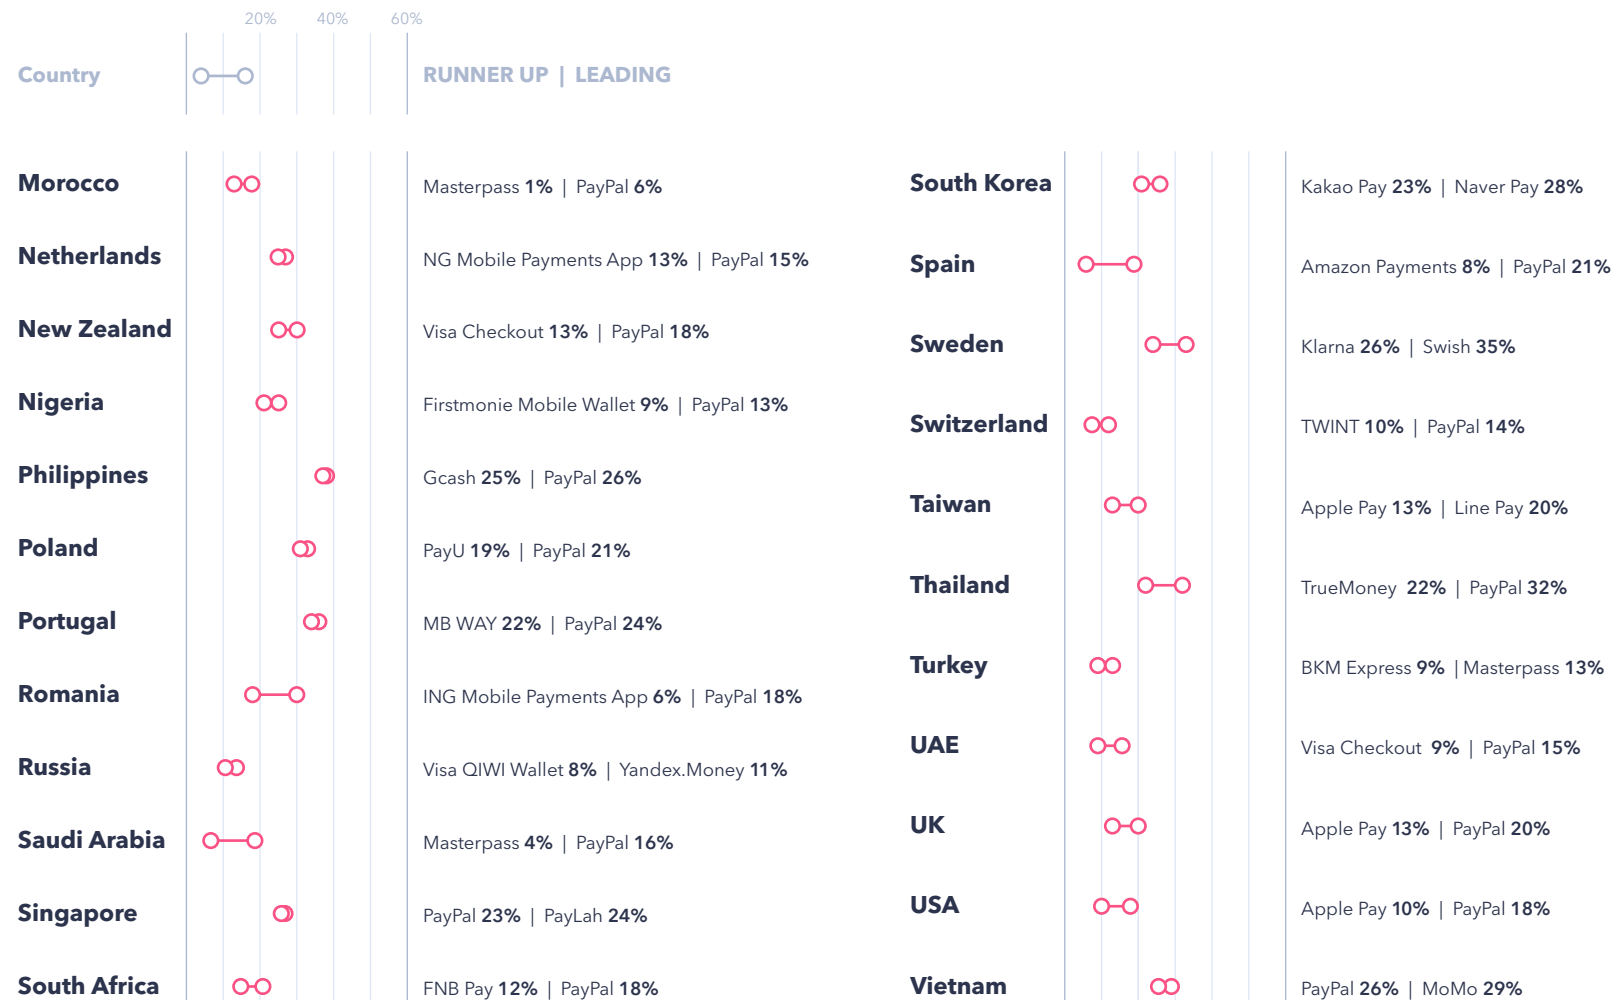 20% 40% 60%
Country RUNNER UP | LEADING
Morocco Masterpass 1% | PayPal 6%
Netherlands NG Mobile Payments App 13% | PayPal 15%
New Zealand Visa Checkout 13% | PayPal 18%
Nigeria Firstmonie Mobile Wallet 9% | PayPal 13%
Philippines Gcash 25% | PayPal 26%
Poland PayU 19% | PayPal 21%
Portugal MB WAY 22% | PayPal 24%
Romania ING Mobile Payments App 6% | PayPal 18%
Russia Visa QIWI Wallet 8% | Yandex.Money 11%
Saudi Arabia Masterpass 4% | PayPal 16%
Singapore PayPal 23% | PayLah 24%
South Africa FNB Pay 12% | PayPal 18%
South Korea Kakao Pay 23% | Naver Pay 28%
Spain Amazon Payments 8% | PayPal 21%
Sweden Klarna 26% | Swish 35%
Switzerland TWINT 10% | PayPal 14%
Taiwan Apple Pay 13% | Line Pay 20%
Thailand TrueMoney 22% | PayPal 32%
Turkey BKM Express 9% | Masterpass 13%
UAE Visa Checkout 9% | PayPal 15%
UK Apple Pay 13% | PayPal 20%
USA Apple Pay 10% | PayPal 18%
Vietnam PayPal 26% | MoMo 29%